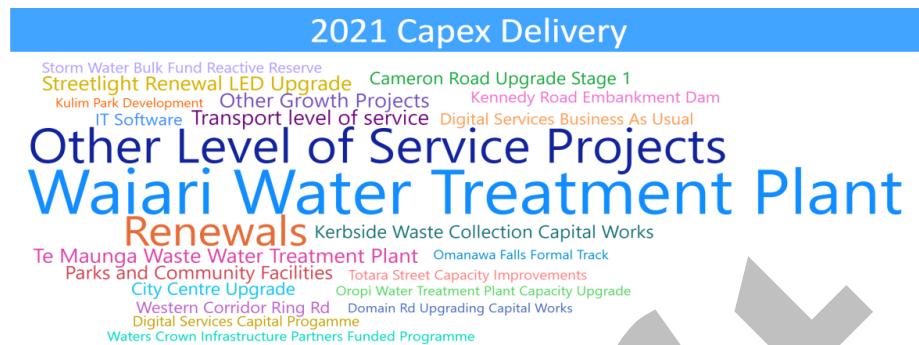 2021 Capex Delivery
Storm Water Bulk Fund Reactive Reserve
Streetlight Renewal LED Upgrade Cameron Road Upgrade Stage 1
Kulim Park Development Other Growth Projects Kennedy Road Embankment Dam
IT Software Transport level of service Digital Services Business As Usual
Other Level of Service Projects
Waiari Water Treatment Plant
Renewals Kerbside Waste Collection Capital Works
Te Maunga Waste Water Treatment Plant Omanawa Falls Formal Track
Parks and Community Facilities Totara Street Capacity Improvements
City Centre Upgrade Oropi Water Treatment Plant Capacity Upgrade
Western Corridor Ring Rd Domain Rd Upgrading Capital Works
Digital Services Capital Progamme
Waters Crown Infrastructure Partners Funded Programme